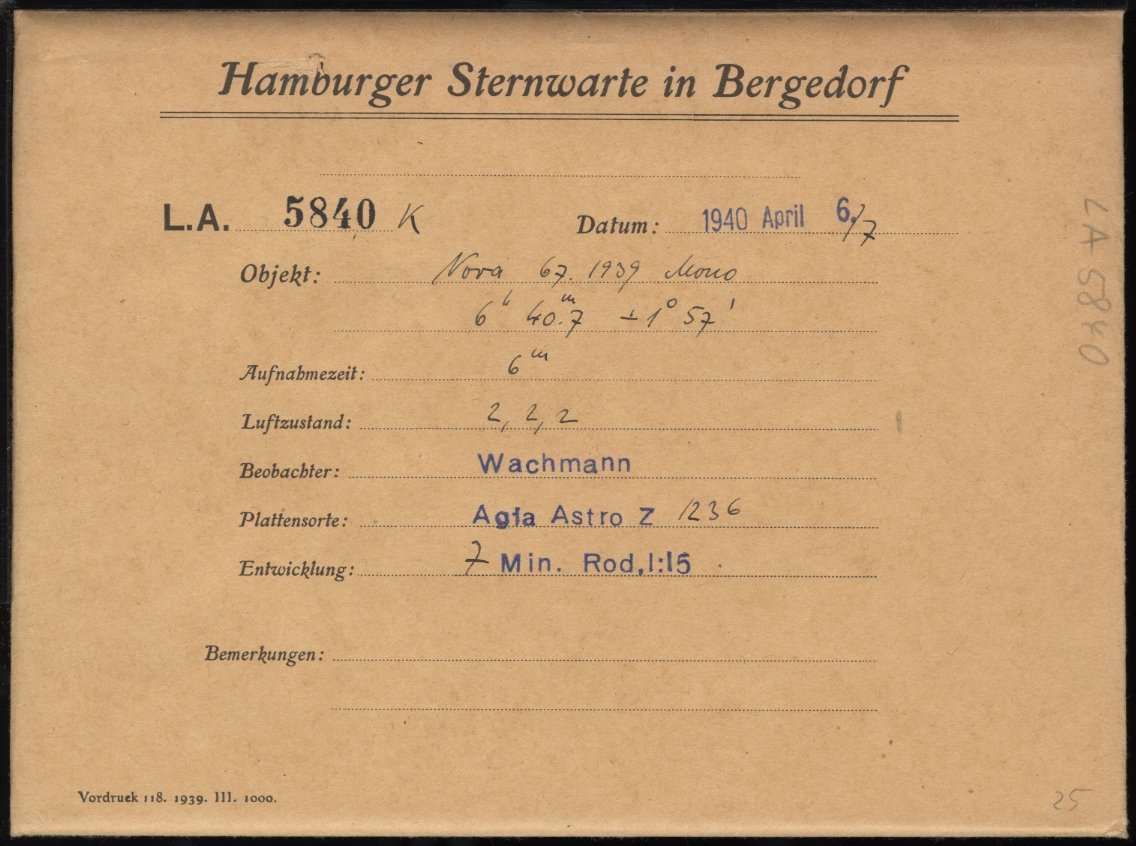 Hamburger Sternwarte in Bergedorf
L.A. 5840 K Datum: 1940 April 6./7
Objekt: Nova 67.1939 Mono
6ʰ 40.ᵐ7 ±1° 57'
Aufnahmezeit: 6ᵐ
Luftzustand: 2, 2, 2
Beobachter: Wachmann
Plattensorte: Agfa Astro Z 1236
Entwicklung: 7 Min. Rod, 1:15
Bemerkungen:
Vordruck 118. 1939. III. 1000.
LA 5840
25